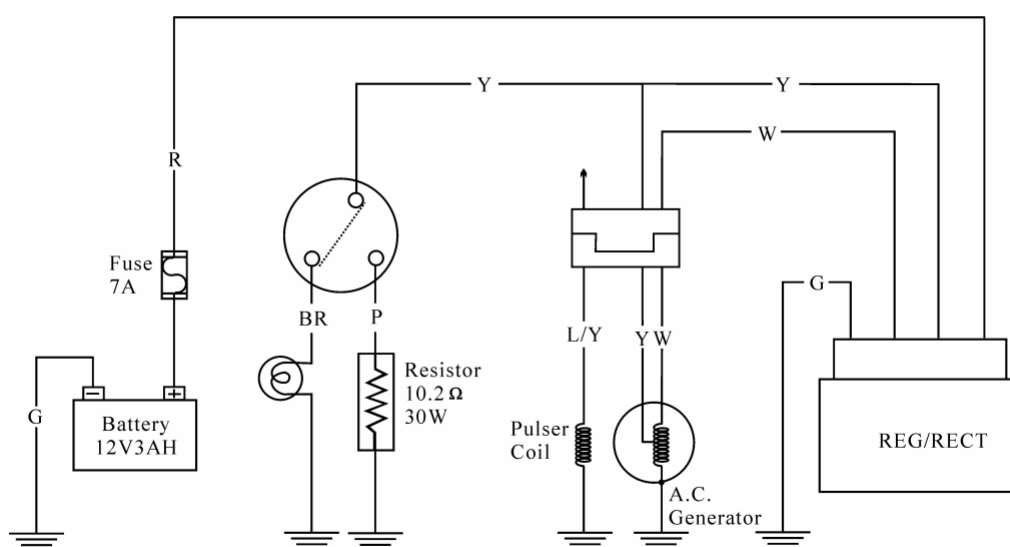 Y
Y
W
R
Fuse
7A
G
BR
P
L/Y
Y W
Resistor
10.2 Ω
30W
G
Battery
12V3AH
Pulser
Coil
REG/RECT
A.C.
Generator